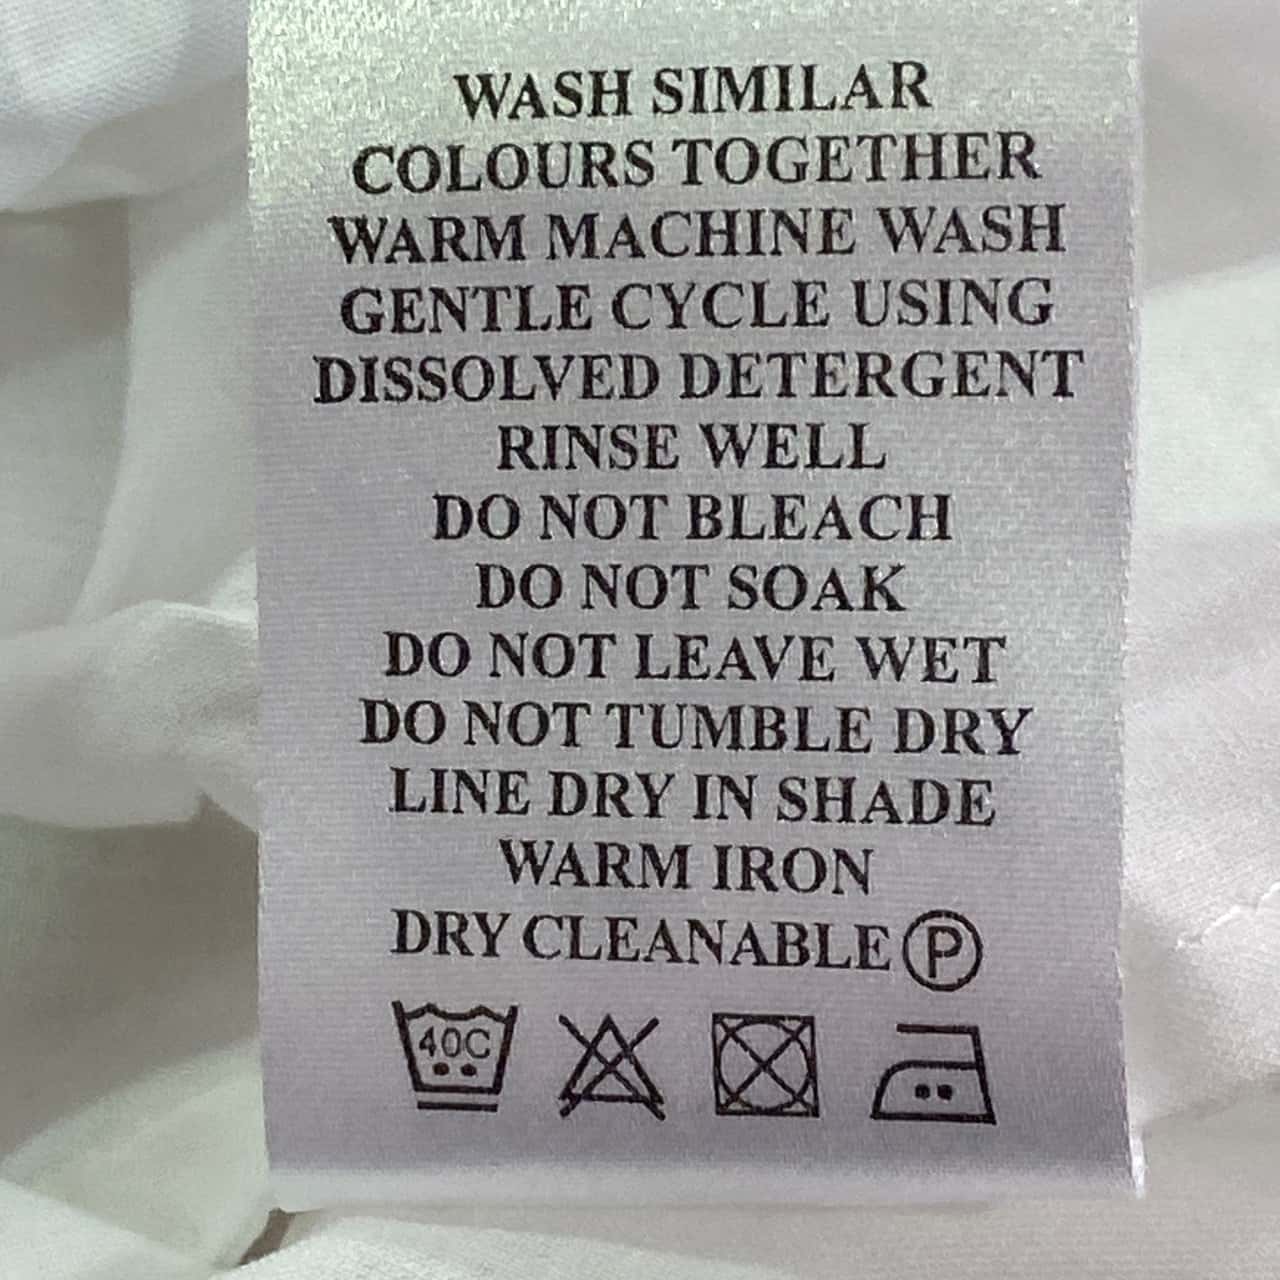 WASH SIMILAR
COLOURS TOGETHER
WARM MACHINE WASH
GENTLE CYCLE USING
DISSOLVED DETERGENT
RINSE WELL
DO NOT BLEACH
DO NOT SOAK
DO NOT LEAVE WET
DO NOT TUMBLE DRY
LINE DRY IN SHADE
WARM IRON
DRY CLEANABLE Ⓟ
40C